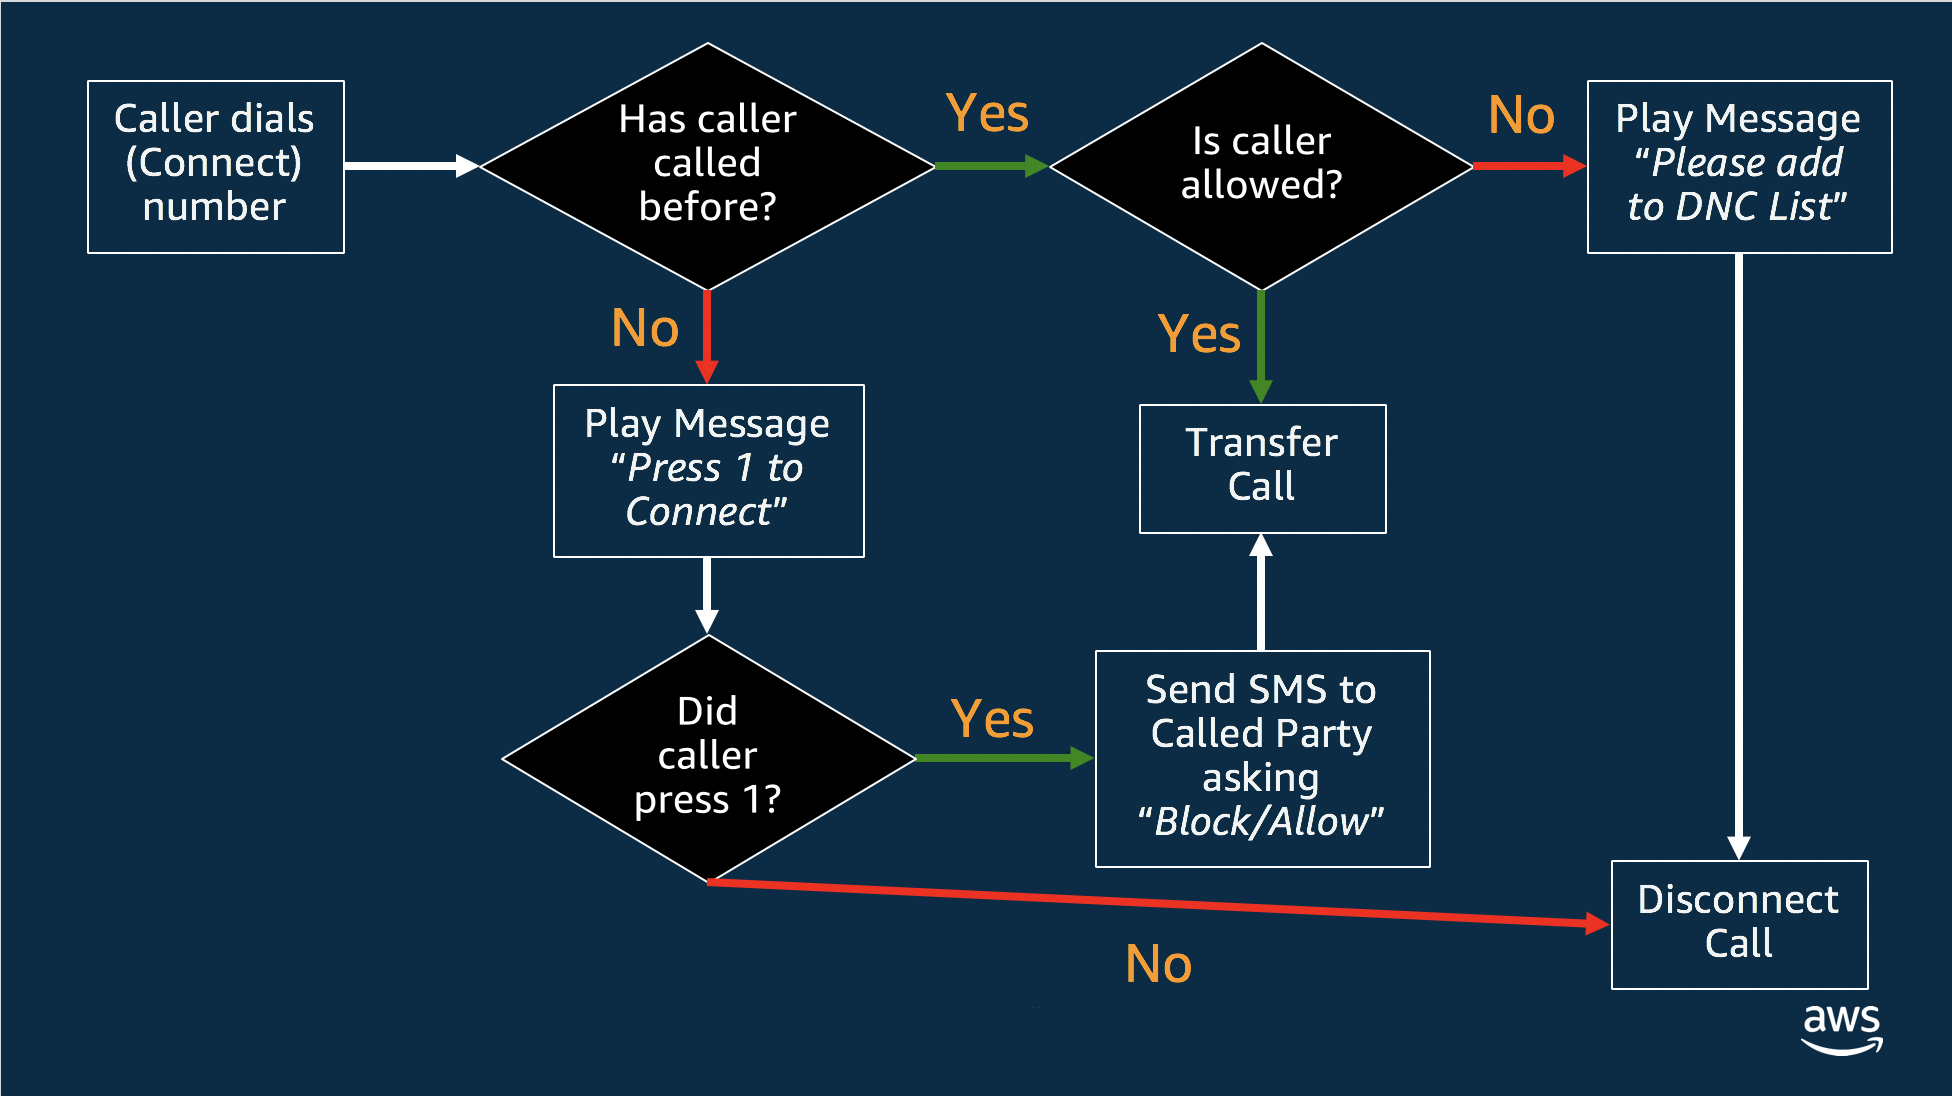 Caller dials
(Connect)
number
Has caller
called
before?
Yes
Is caller
allowed?
No
Play Message
“Please add
to DNC List”
No
Yes
Play Message
“Press 1 to
Connect”
Transfer
Call
Did
caller
press 1?
Yes
Send SMS to
Called Party
asking
“Block/Allow”
No
Disconnect
Call
aws